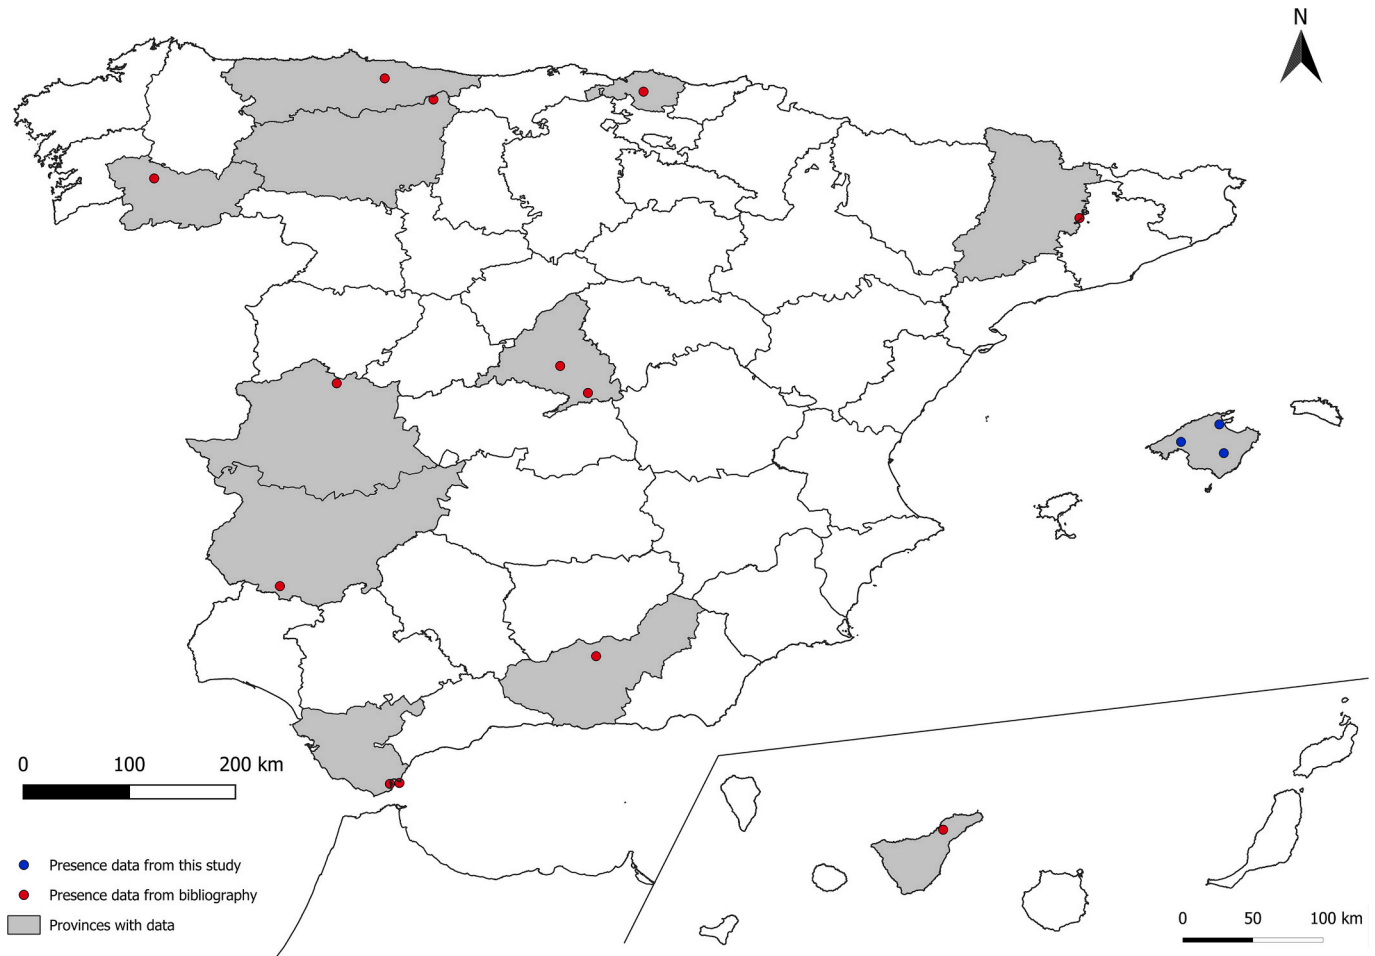 N
0 100 200 km
Presence data from this study
Presence data from bibliography
Provinces with data
0 50 100 km